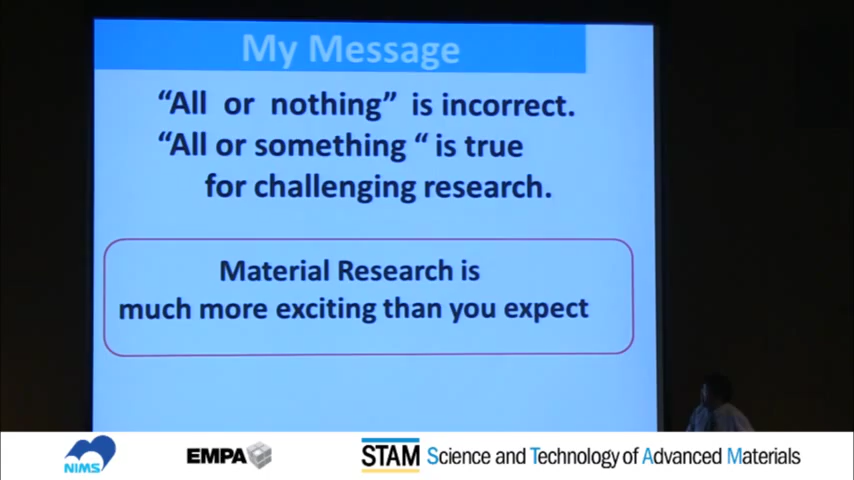 My Message
“All or nothing” is incorrect.
“All or something “ is true
for challenging research.
Material Research is
much more exciting than you expect
NIMS
EMPA
STAM Science and Technology of Advanced Materials